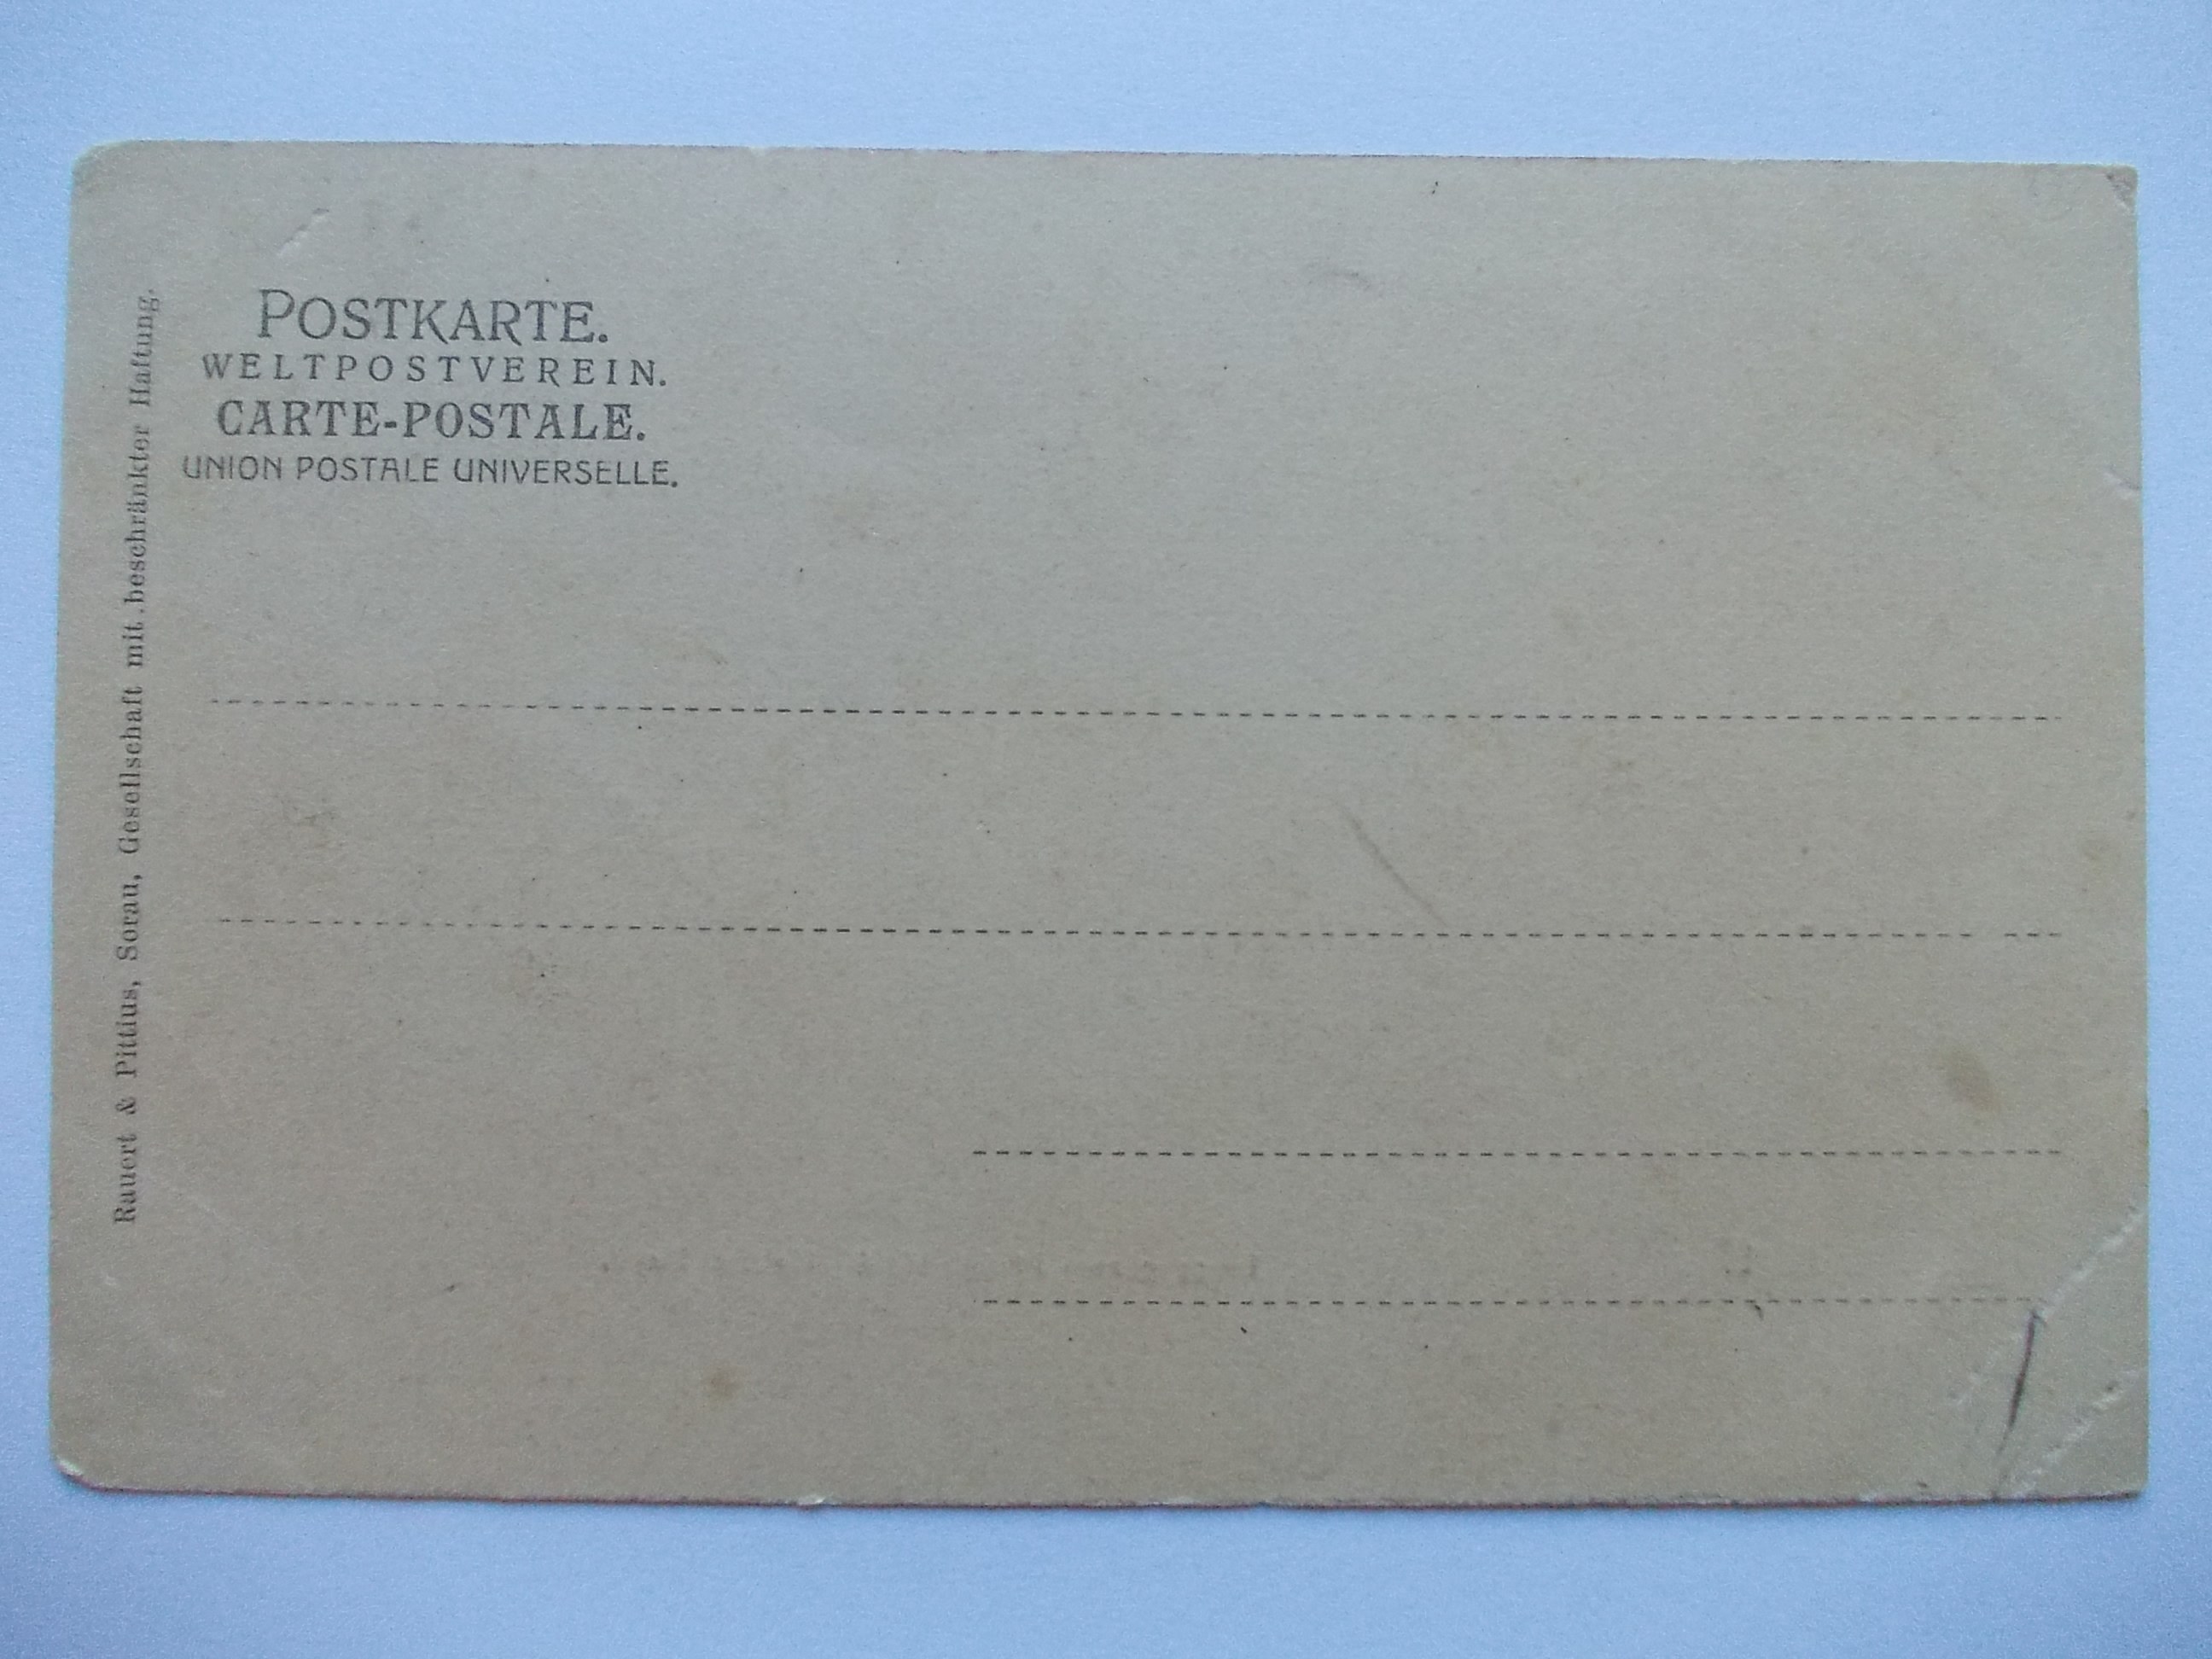 POSTKARTE.
WELTPOSTVEREIN.
CARTE-POSTALE.
UNION POSTALE UNIVERSELLE.
Rauert & Pittius, Sorau, Gesellschaft mit beschränkter Haftung.